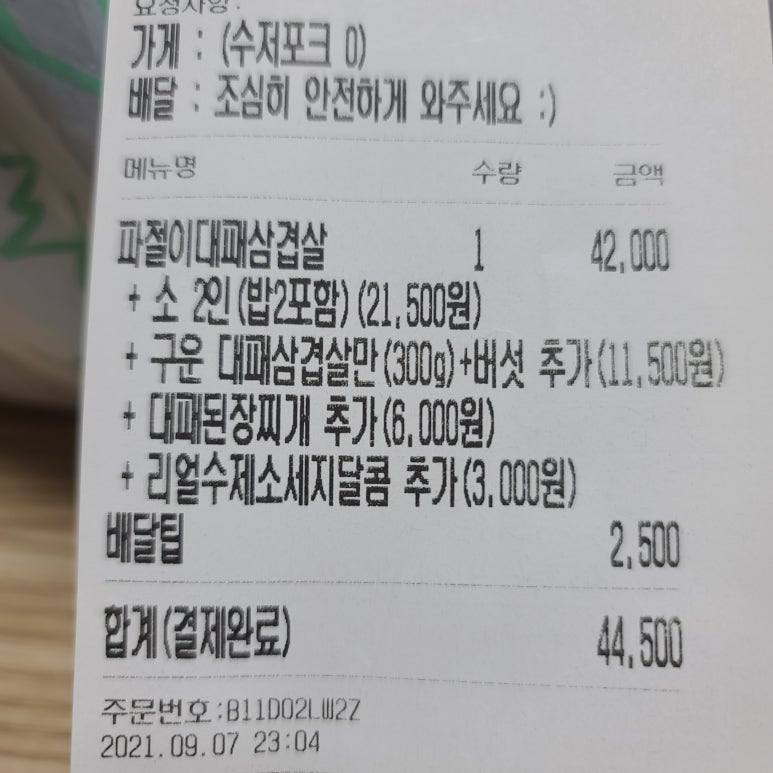 요청사항:
가게 : (수저포크 O)
배달 : 조심히 안전하게 와주세요 :)
메뉴명 수량 금액
파절이대패삼겹살 1 42,000
+ 소 2인(밥2포함)(21,500원)
+ 구운 대패삼겹살만(300g)+버섯 추가(11,500원)
+ 대패된장찌개 추가(6,000원)
+ 리얼수제소세지달콤 추가(3,000원)
배달팁 2,500
합계(결제완료) 44,500
주문번호:B11D02LW2Z
2021.09.07 23:04